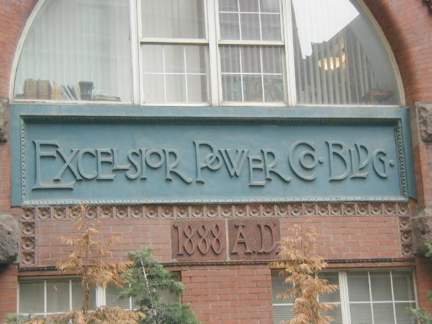 EXCELSIOR POWER CO. BLDG.
1888 A.D.